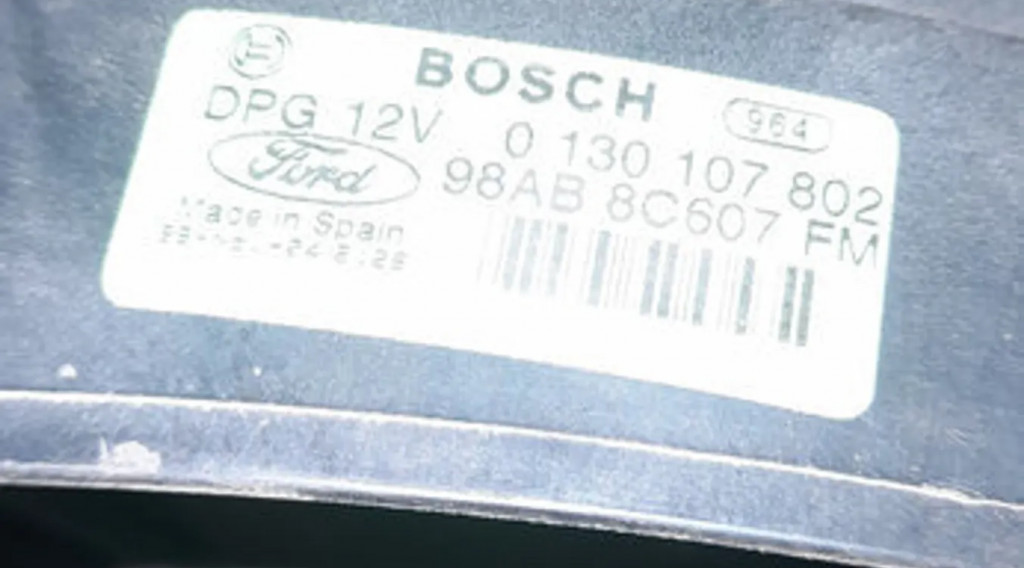 BOSCH
964
DPG 12V 0 130 107 802
Ford 98AB 8C607 FM
Made in Spain